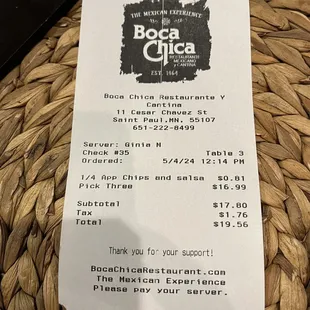 THE MEXICAN EXPERIENCE
Boca
Chica
RESTAURANTE
MEXICANO
y CANTINA
EST. 1964
Boca Chica Restaurante Y
Cantina
11 Cesar Chavez St
Saint Paul,MN, 55107
651-222-8499
Server: Ginia N
Check #35 Table 3
Ordered: 5/4/24 12:14 PM
1/4 App Chips and salsa $0.81
Pick Three $16.99
Subtotal $17.80
Tax $1.76
Total $19.56
Thank you for your support!
BocaChicaRestaurant.com
The Mexican Experience
Please pay your server.